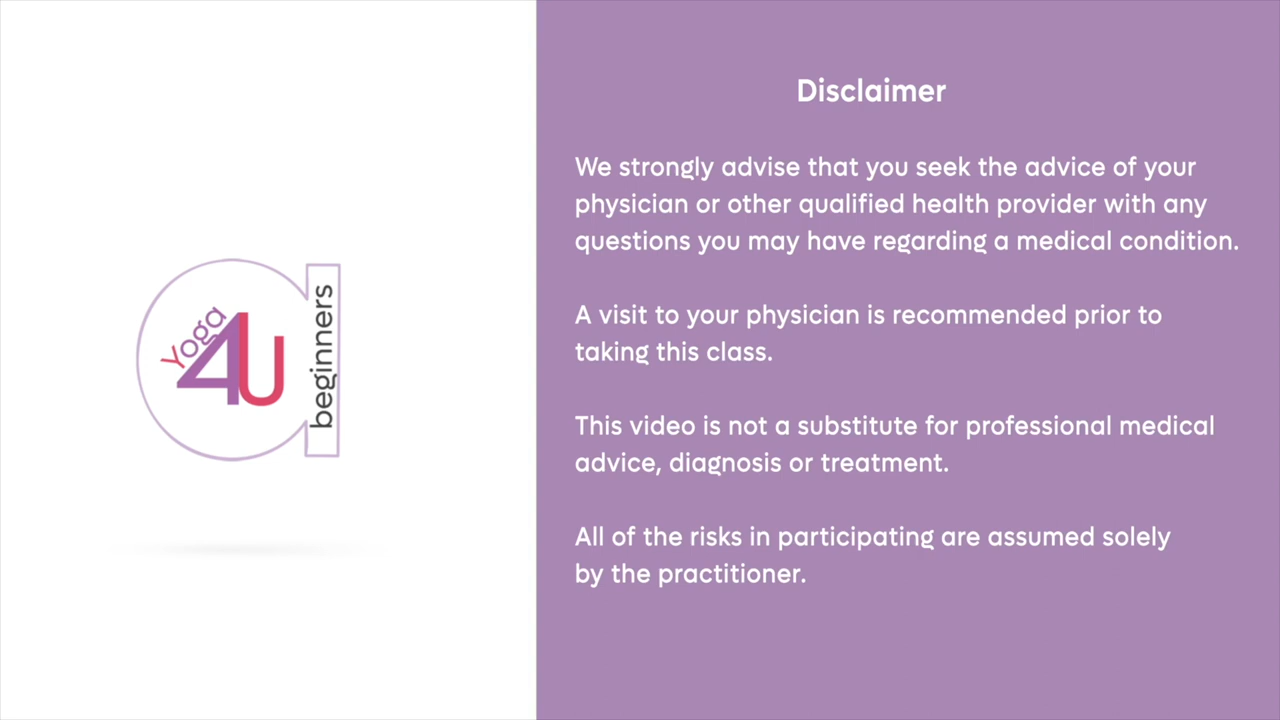 Yoga
4U
beginners
Disclaimer
We strongly advise that you seek the advice of your
physician or other qualified health provider with any
questions you may have regarding a medical condition.
A visit to your physician is recommended prior to
taking this class.
This video is not a substitute for professional medical
advice, diagnosis or treatment.
All of the risks in participating are assumed solely
by the practitioner.